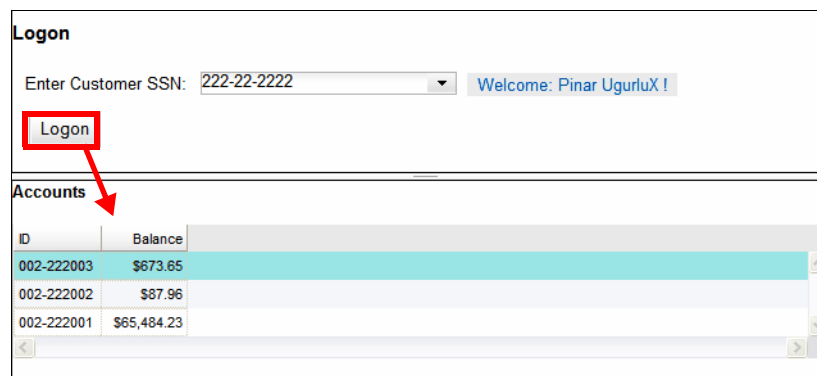 Logon
Enter Customer SSN: 222-22-2222 Welcome: Pinar UgurluX !
Logon
Accounts
ID Balance
002-222003 $673.65
002-222002 $87.96
002-222001 $65,484.23